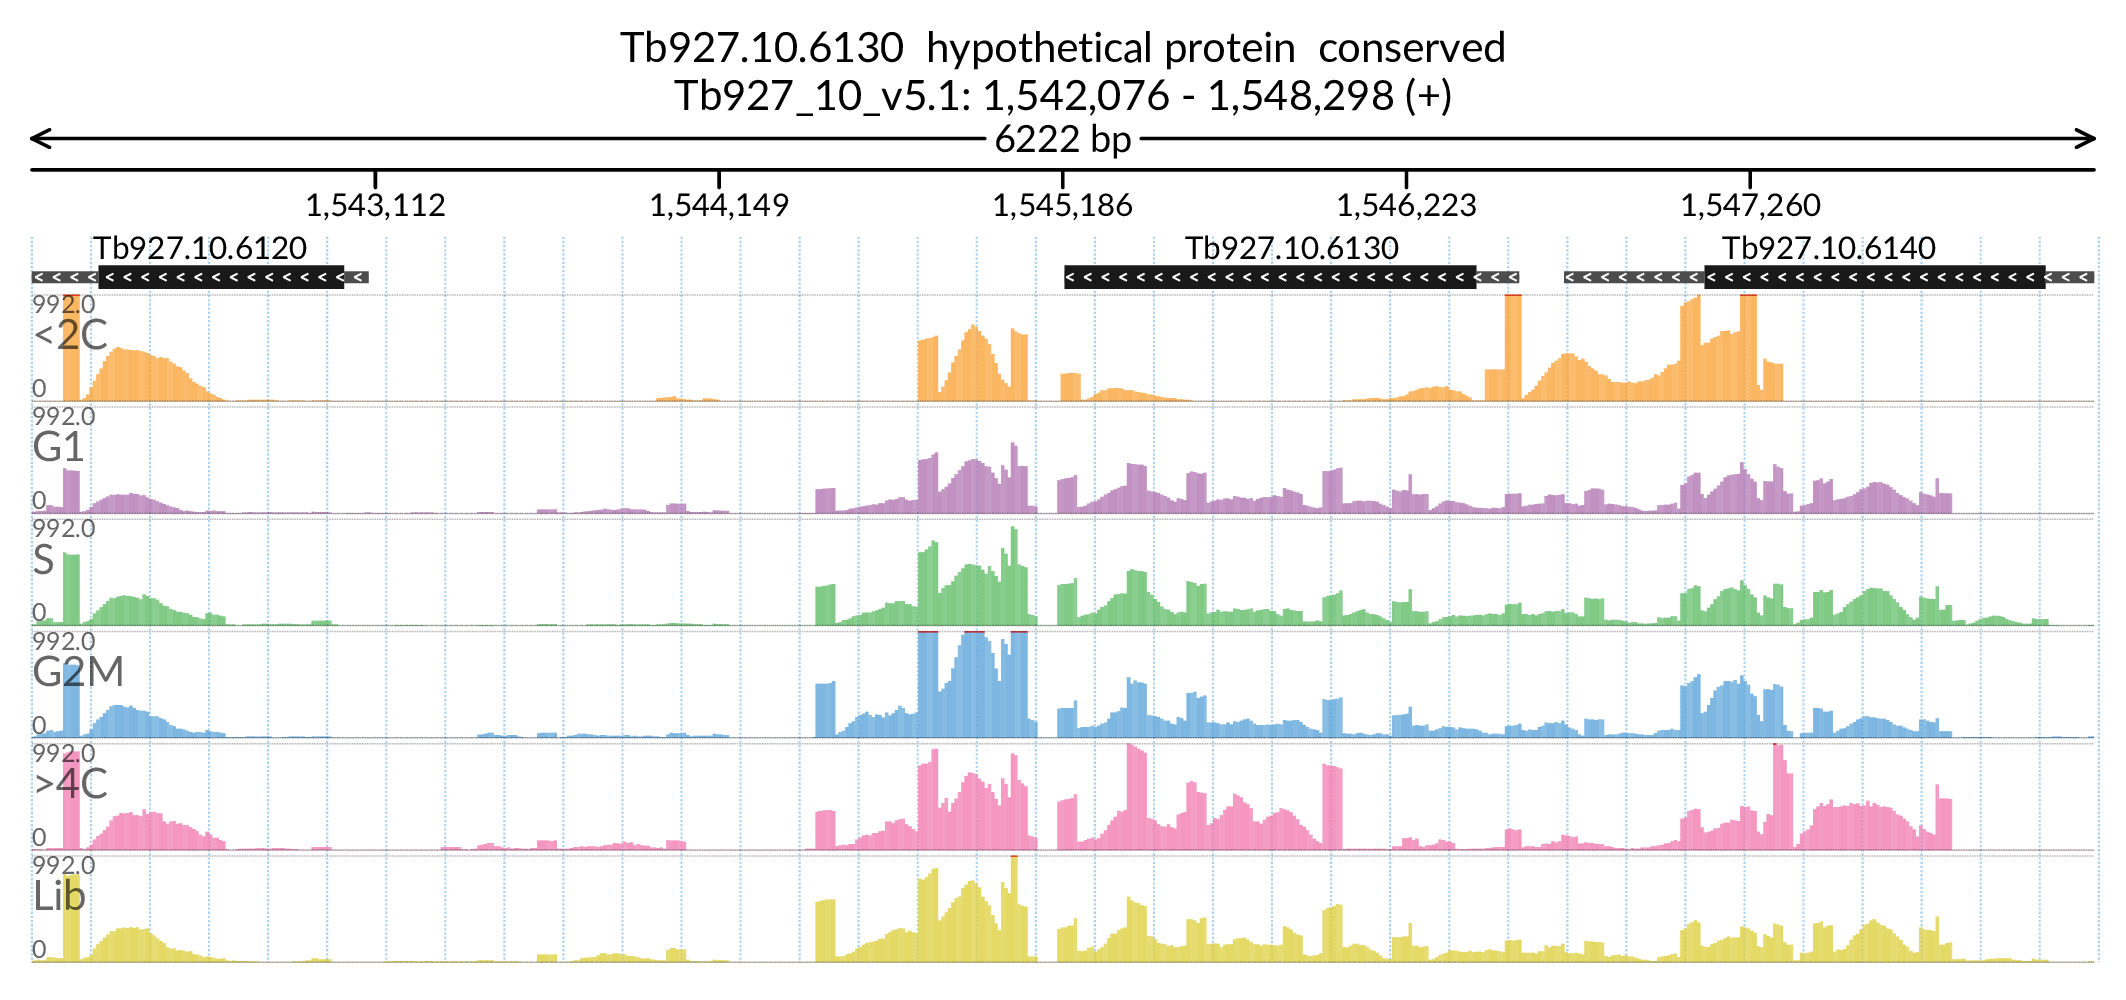 Tb927.10.6130  hypothetical protein  conserved
Tb927_10_v5.1: 1,542,076 - 1,548,298 (+)
6222 bp
1,543,112 1,544,149 1,545,186 1,546,223 1,547,260
Tb927.10.6120 Tb927.10.6130 Tb927.10.6140
992.0
<2C
0
992.0
G1
0
992.0
S
0
992.0
G2M
0
992.0
>4C
0
992.0
Lib
0